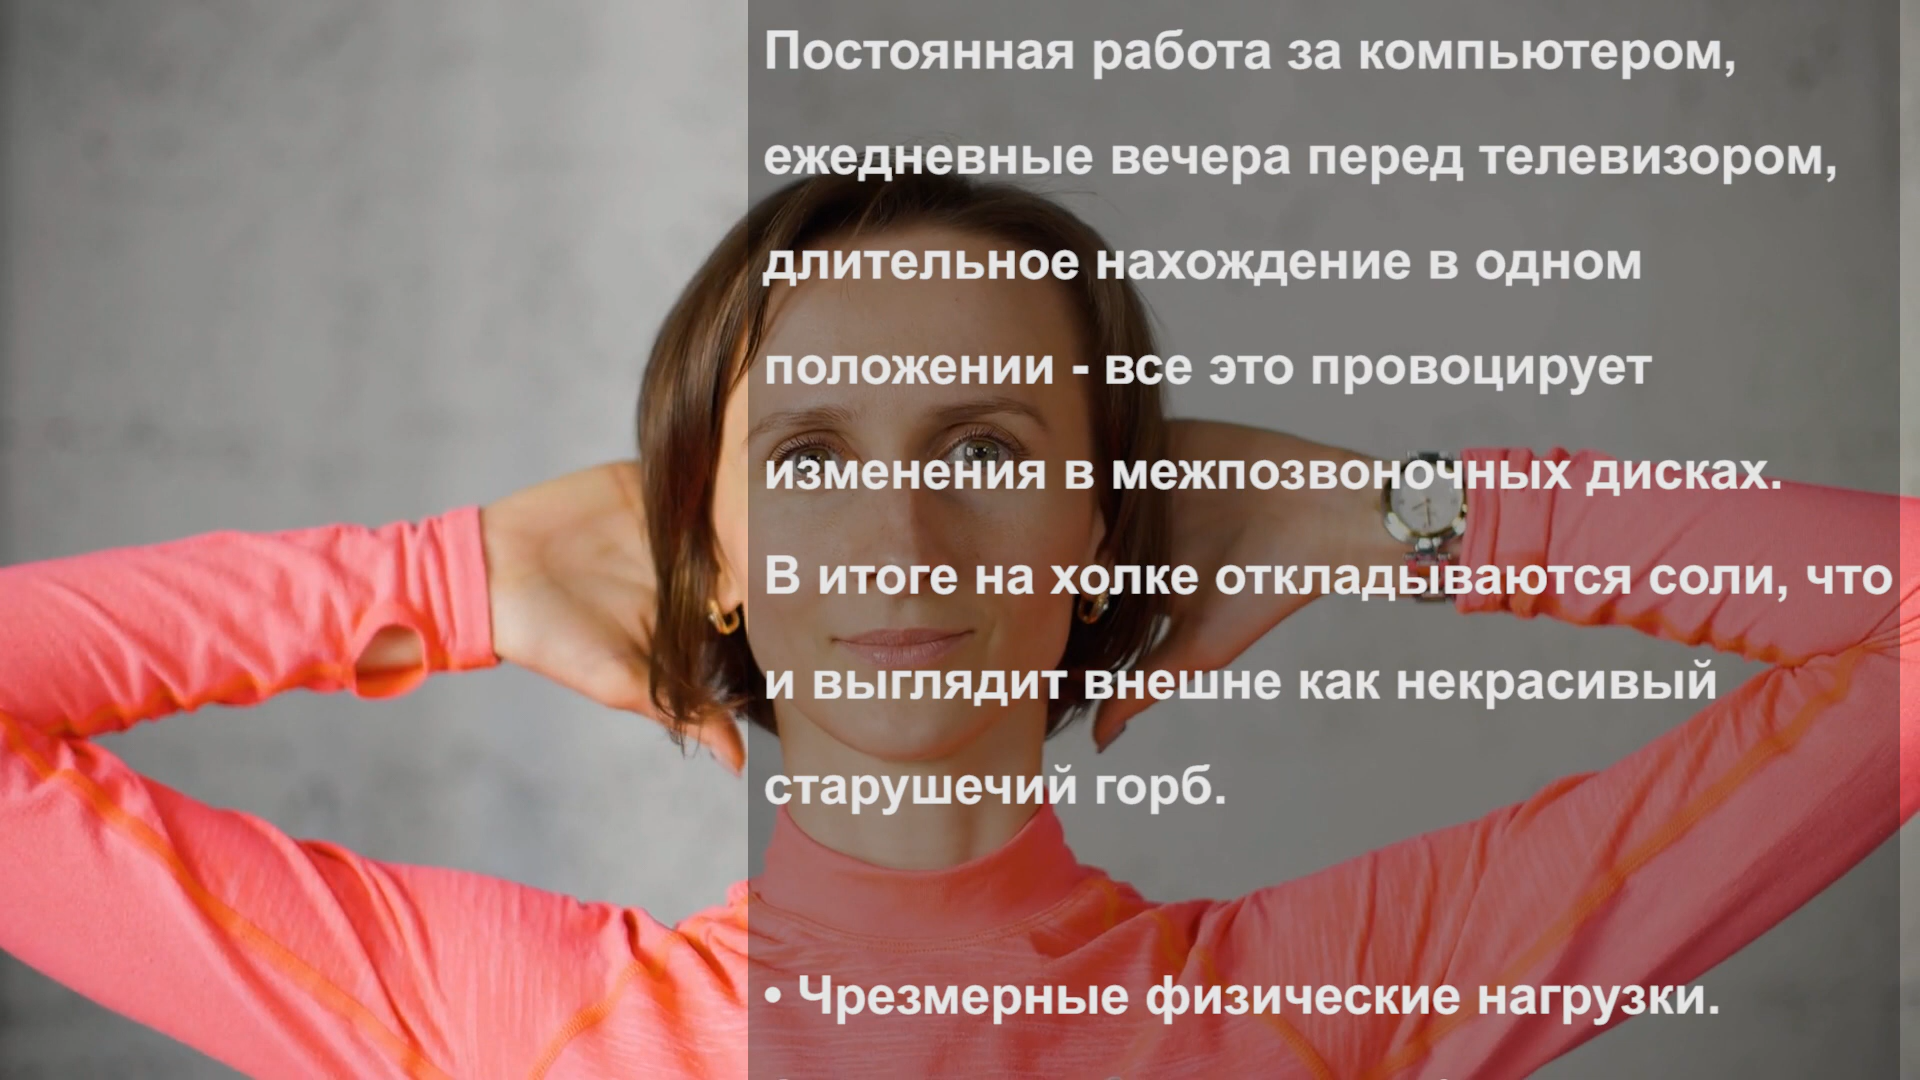 Постоянная работа за компьютером,
ежедневные вечера перед телевизором,
длительное нахождение в одном
положении - все это провоцирует
изменения в межпозвоночных дисках.
В итоге на холке откладываются соли, что
и выглядит внешне как некрасивый
старушечий горб.
• Чрезмерные физические нагрузки.